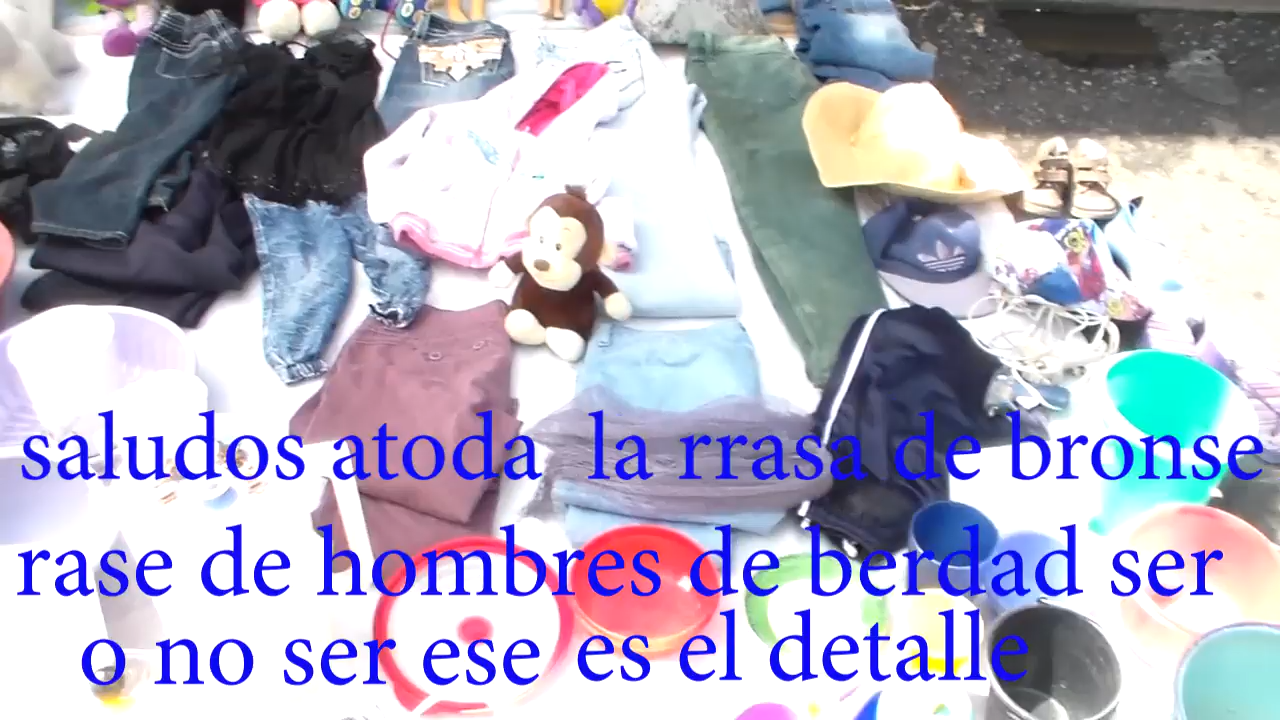 saludos atoda la rrasa de bronse
rase de hombres de berdad ser
o no ser ese es el detalle